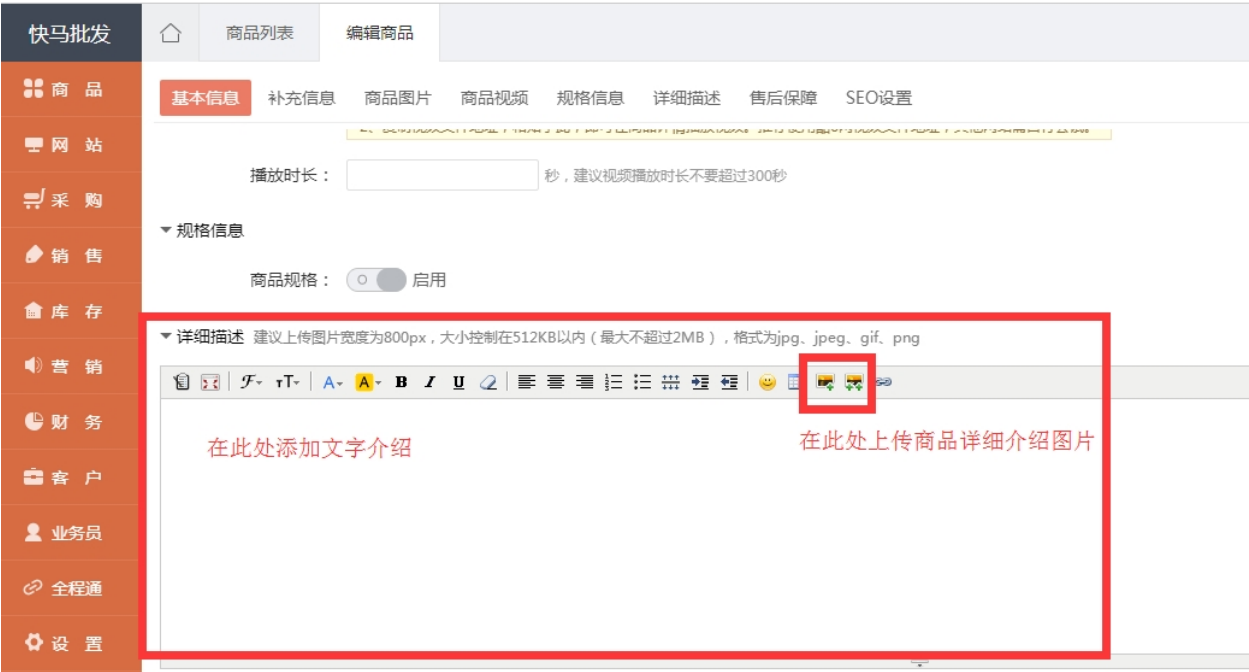 快马批发
商品列表
编辑商品
商 品
网 站
采 购
销 售
库 存
营 销
财 务
客 户
业务员
全程通
设 置
基本信息 补充信息 商品图片 商品视频 规格信息 详细描述 售后保障 SEO设置
播放时长：
秒，建议视频播放时长不要超过300秒
规格信息
商品规格：
启用
详细描述 建议上传图片宽度为800px，大小控制在512KB以内（最大不超过2MB），格式为jpg、jpeg、gif、png
在此处添加文字介绍
在此处上传商品详细介绍图片